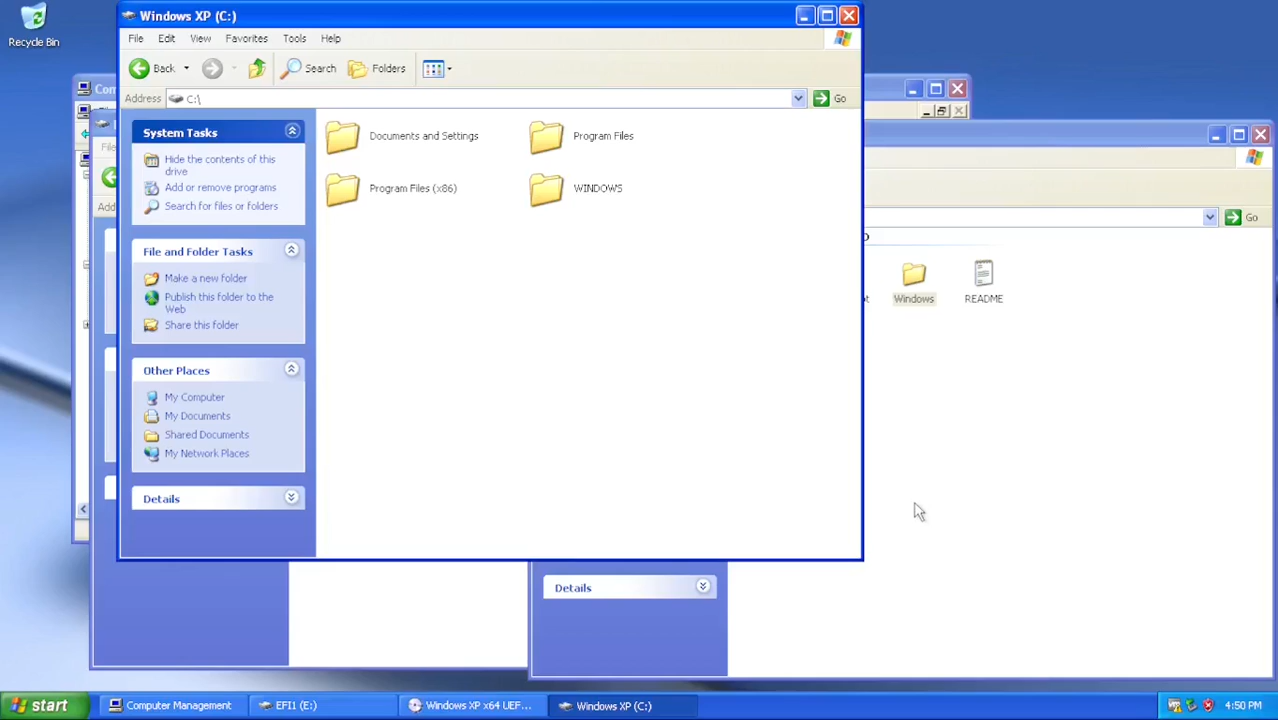 Recycle Bin
Windows XP (C:)
File Edit View Favorites Tools Help
Back Search Folders
Address C:\ Go
System Tasks
Hide the contents of this
drive
Add or remove programs
Search for files or folders
File and Folder Tasks
Make a new folder
Publish this folder to the
Web
Share this folder
Other Places
My Computer
My Documents
Shared Documents
My Network Places
Details
Documents and Settings
Program Files
Program Files (x86)
WINDOWS
Go
Windows
README
Details
start
Computer Management
EFI1 (E:)
Windows XP x64 UEF...
Windows XP (C:)
4:50 PM